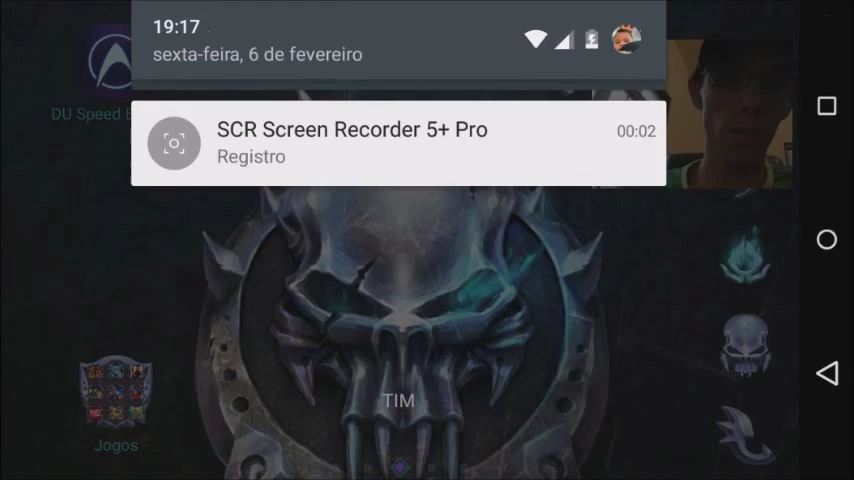 19:17
sexta-feira, 6 de fevereiro
SCR Screen Recorder 5+ Pro
00:02
Registro
DU Speed
TIM
Jogos